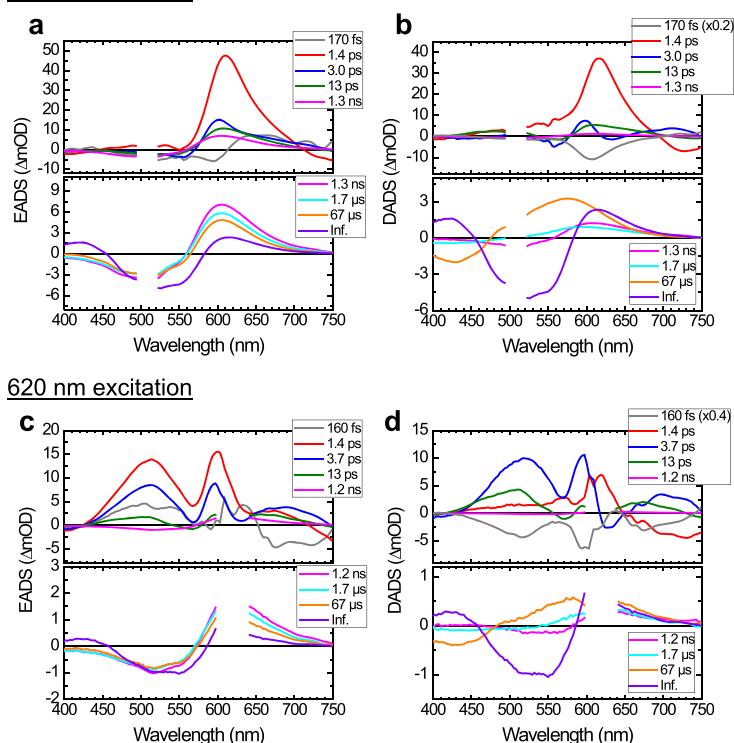 a
b
50
40
30
20
10
0
-10
170 fs
1.4 ps
3.0 ps
13 ps
1.3 ns
EADS (ΔmOD)
40
30
20
10
0
-10
170 fs (x0.2)
1.4 ps
3.0 ps
13 ps
1.3 ns
DADS (ΔmOD)
9
6
3
0
-3
-6
1.3 ns
1.7 µs
67 µs
Inf.
400 450 500 550 600 650 700 750
Wavelength (nm)
3
0
-3
-6
1.3 ns
1.7 µs
67 µs
Inf.
400 450 500 550 600 650 700 750
Wavelength (nm)
620 nm excitation
c
d
20
15
10
5
0
-5
160 fs
1.4 ps
3.7 ps
13 ps
1.2 ns
EADS (ΔmOD)
15
10
5
0
-5
160 fs (x0.4)
1.4 ps
3.7 ps
13 ps
1.2 ns
DADS (ΔmOD)
3
2
1
0
-1
-2
1.2 ns
1.7 µs
67 µs
Inf.
400 450 500 550 600 650 700 750
Wavelength (nm)
1
0
-1
1.2 ns
1.7 µs
67 µs
Inf.
400 450 500 550 600 650 700 750
Wavelength (nm)